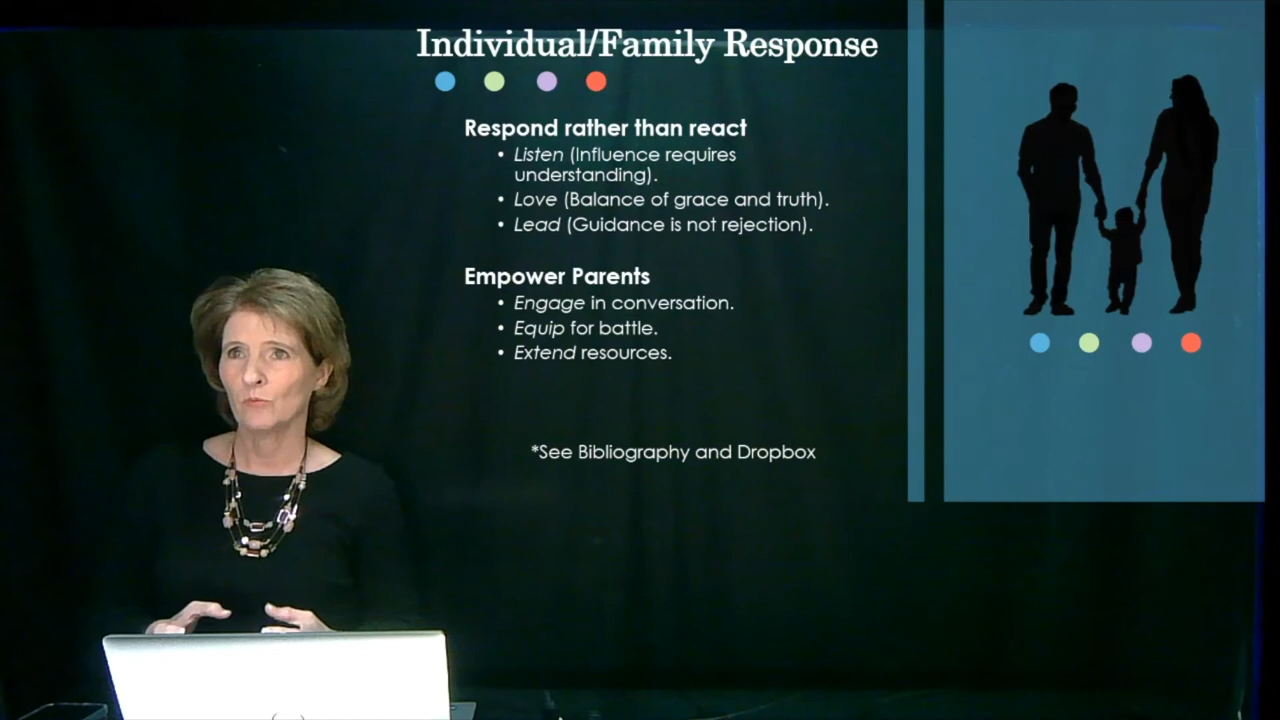 Individual/Family Response
Respond rather than react
• Listen (Influence requires
understanding).
• Love (Balance of grace and truth).
• Lead (Guidance is not rejection).
Empower Parents
• Engage in conversation.
• Equip for battle.
• Extend resources.
*See Bibliography and Dropbox